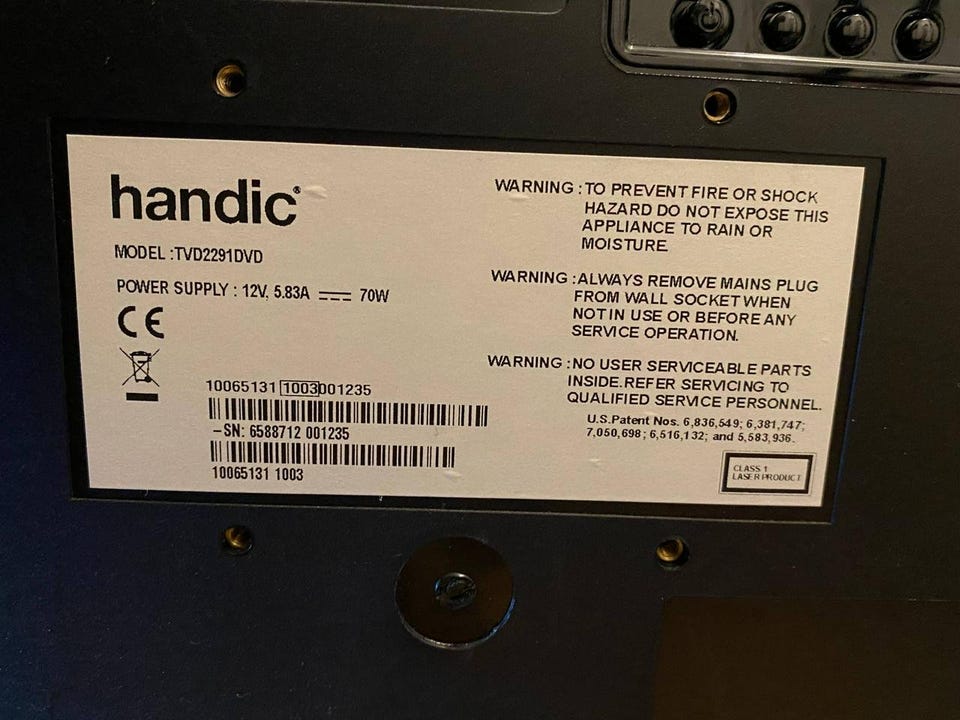 handic®
MODEL :TVD2291DVD
POWER SUPPLY : 12V, 5.83A 70W
CE
10065131 1003 001235
–SN: 6588712 001235
10065131 1003
WARNING : TO PREVENT FIRE OR SHOCK
HAZARD DO NOT EXPOSE THIS
APPLIANCE TO RAIN OR
MOISTURE.
WARNING :ALWAYS REMOVE MAINS PLUG
FROM WALL SOCKET WHEN
NOT IN USE OR BEFORE ANY
SERVICE OPERATION.
WARNING :NO USER SERVICEABLE PARTS
INSIDE.REFER SERVICING TO
QUALIFIED SERVICE PERSONNEL.
U.S.Patent Nos. 6,836,549; 6,381,747;
7,050,698; 6,516,132; and 5,583,936.
CLASS 1
LASER PRODUCT